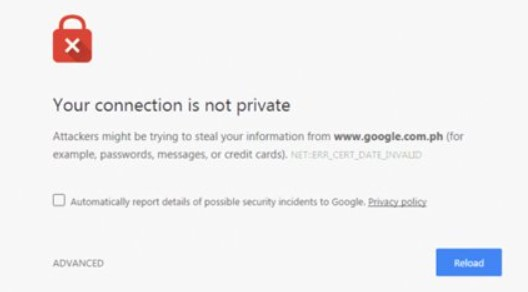 Your connection is not private
Attackers might be trying to steal your information from www.google.com.ph (for
example, passwords, messages, or credit cards). NET::ERR_CERT_DATE_INVALID
Automatically report details of possible security incidents to Google. Privacy policy
ADVANCED
Reload